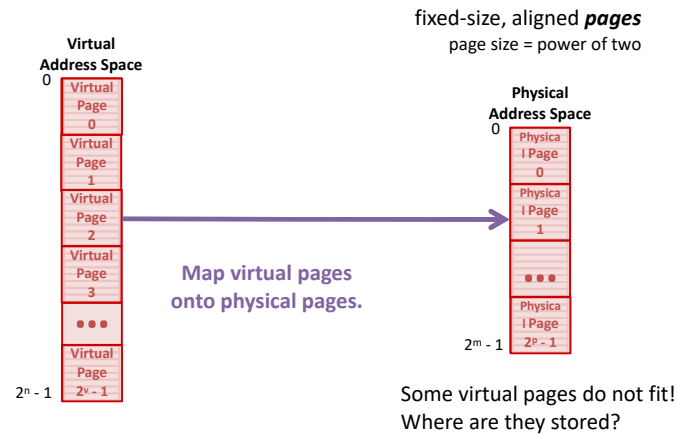 fixed-size, aligned pages
page size = power of two
Virtual
Address Space
0
Virtual
Page
0
Virtual
Page
1
Virtual
Page
2
Virtual
Page
3
•••
Virtual
Page
2ᵛ - 1
2ⁿ - 1
Map virtual pages
onto physical pages.
Physical
Address Space
0
Physica
l Page
0
Physica
l Page
1
•••
Physica
l Page
2ᵖ - 1
2ᵐ - 1
Some virtual pages do not fit!
Where are they stored?